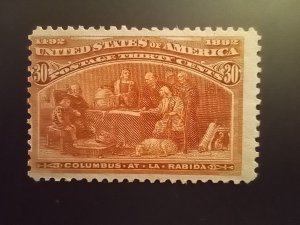 1492 1892
UNITED STATES OF AMERICA
POSTAGE THIRTY CENTS
30 30
COLUMBUS · AT · LA · RABIDA